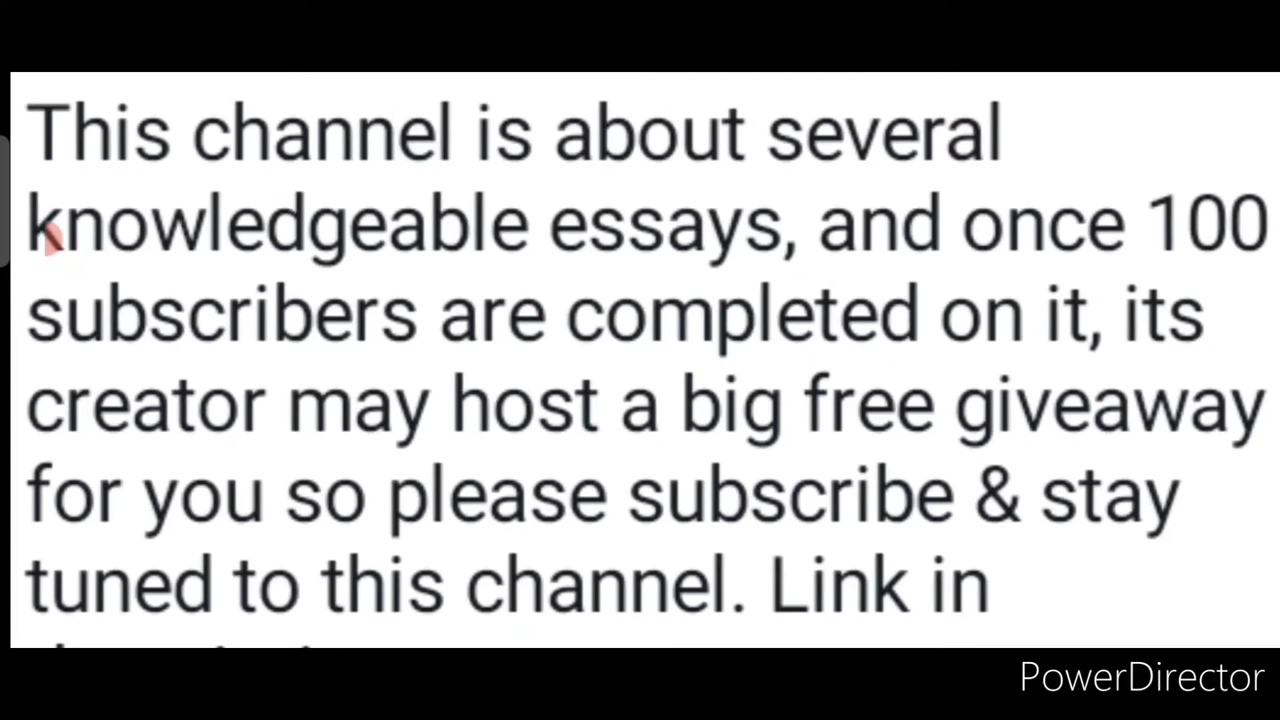 This channel is about several
knowledgeable essays, and once 100
subscribers are completed on it, its
creator may host a big free giveaway
for you so please subscribe & stay
tuned to this channel. Link in
PowerDirector